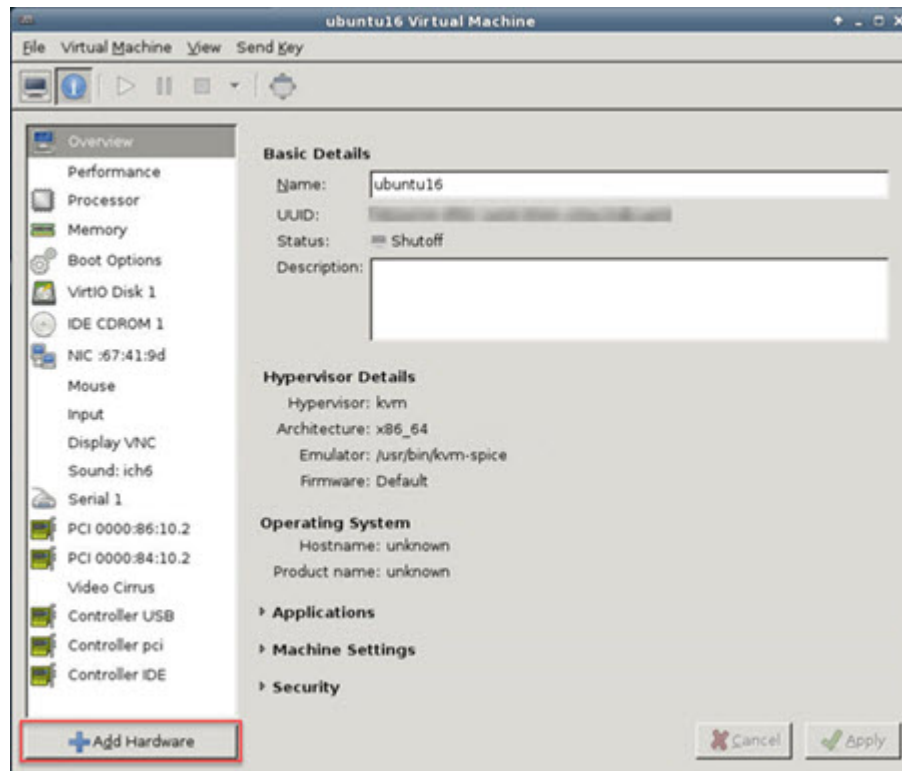 ubuntu16 Virtual Machine
File Virtual Machine View Send Key
Overview
Performance
Processor
Memory
Boot Options
VirtIO Disk 1
IDE CDROM 1
NIC :67:41:9d
Mouse
Input
Display VNC
Sound: ich6
Serial 1
PCI 0000:86:10.2
PCI 0000:84:10.2
Video Cirrus
Controller USB
Controller pci
Controller IDE
Add Hardware
Basic Details
Name: ubuntu16
UUID:
Status: Shutoff
Description:
Hypervisor Details
Hypervisor: kvm
Architecture: x86_64
Emulator: /usr/bin/kvm-spice
Firmware: Default
Operating System
Hostname: unknown
Product name: unknown
Applications
Machine Settings
Security
Cancel Apply